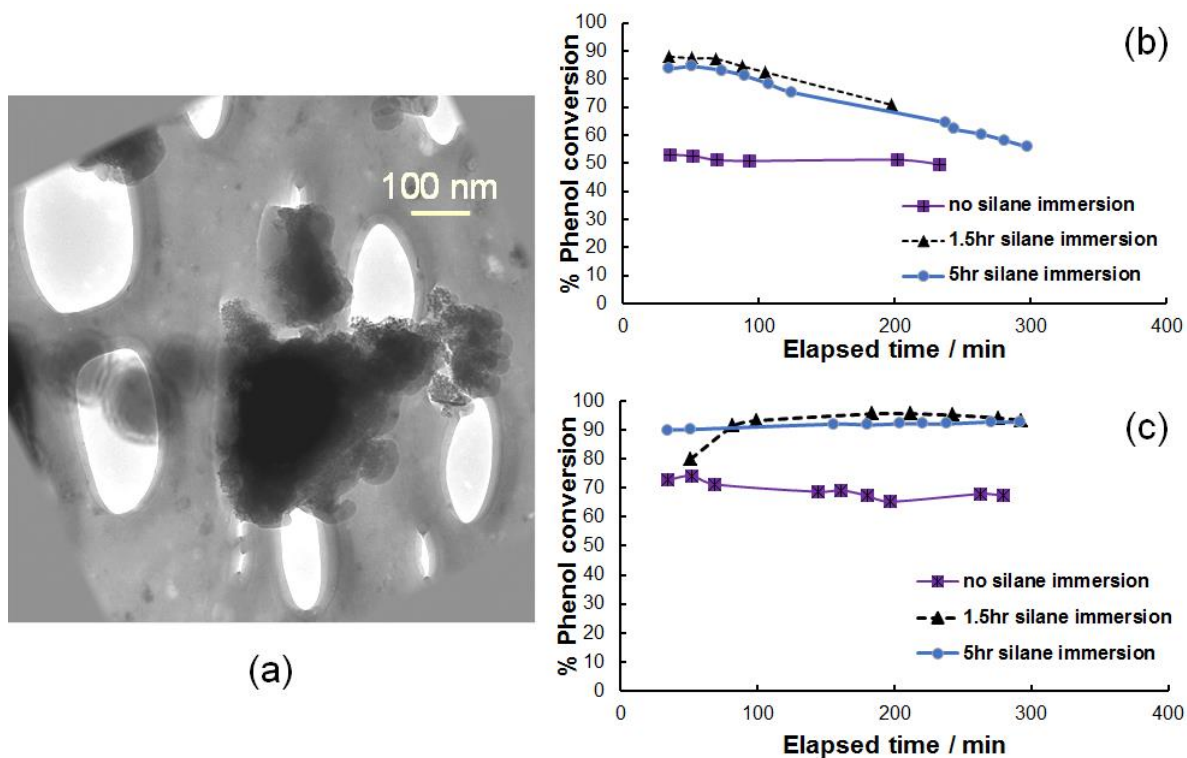 100 nm
(a)
(b)
100
90
80
70
60
50
40
30
20
10
0
% Phenol conversion
no silane immersion
1.5hr silane immersion
5hr silane immersion
0 100 200 300 400
Elapsed time / min
(c)
100
90
80
70
60
50
40
30
20
10
0
% Phenol conversion
no silane immersion
1.5hr silane immersion
5hr silane immersion
0 100 200 300 400
Elapsed time / min